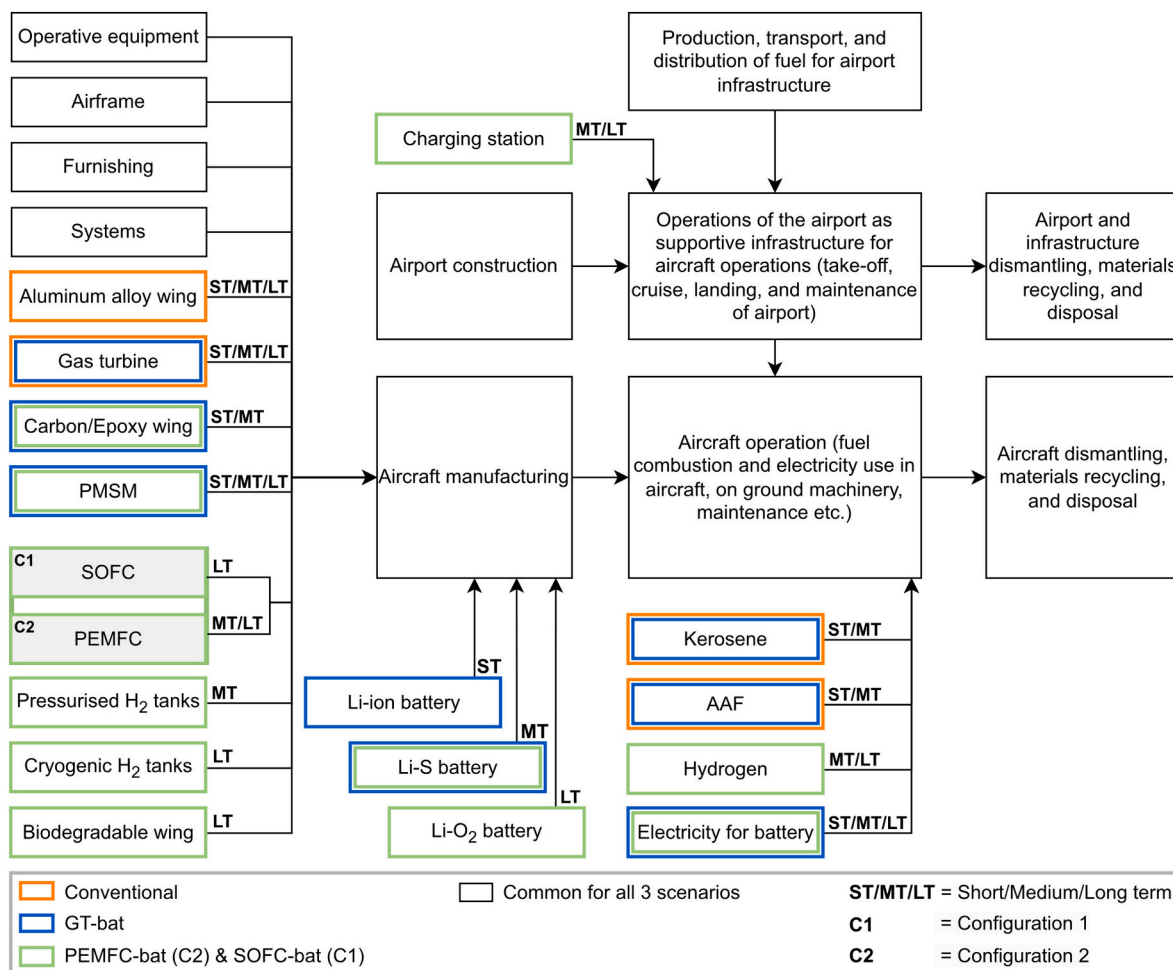 Operative equipment
Airframe
Furnishing
Systems
Aluminum alloy wing
ST/MT/LT
Gas turbine
ST/MT/LT
Carbon/Epoxy wing
ST/MT
PMSM
ST/MT/LT
C1
SOFC
LT
C2
PEMFC
MT/LT
Pressurised H₂ tanks
MT
Cryogenic H₂ tanks
LT
Biodegradable wing
LT
Production, transport, and
distribution of fuel for airport
infrastructure
Charging station
MT/LT
Airport construction
Operations of the airport as
supportive infrastructure for
aircraft operations (take-off,
cruise, landing, and maintenance
of airport)
Airport and
infrastructure
dismantling, materials
recycling, and
disposal
Aircraft manufacturing
Aircraft operation (fuel
combustion and electricity use in
aircraft, on ground machinery,
maintenance etc.)
Aircraft dismantling,
materials recycling,
and disposal
Li-ion battery
ST
Li-S battery
MT
Li-O₂ battery
LT
Kerosene
ST/MT
AAF
ST/MT
Hydrogen
MT/LT
Electricity for battery
ST/MT/LT
Conventional
GT-bat
PEMFC-bat (C2) & SOFC-bat (C1)
Common for all 3 scenarios
ST/MT/LT = Short/Medium/Long term
C1 = Configuration 1
C2 = Configuration 2